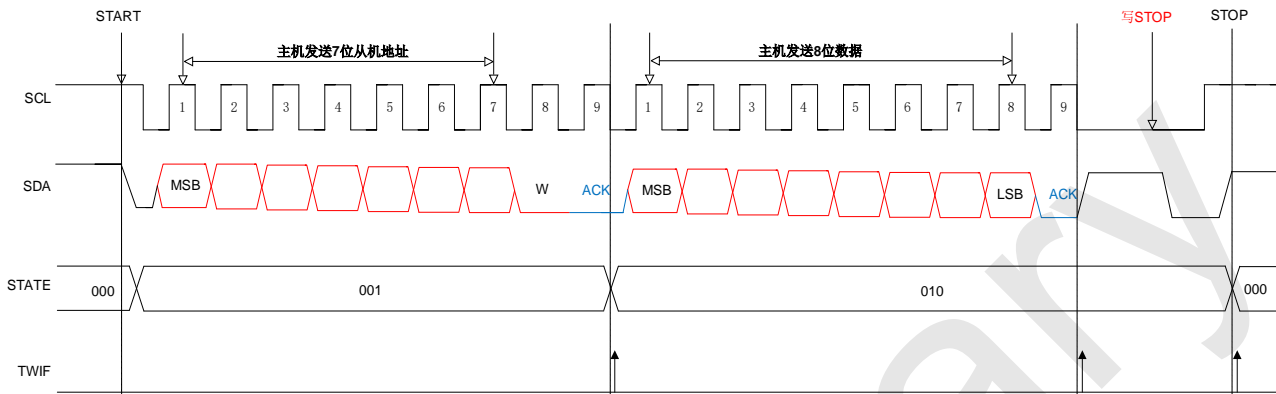 START
写STOP
STOP
主机发送7位从机地址
主机发送8位数据
SCL
1 2 3 4 5 6 7 8 9 1 2 3 4 5 6 7 8 9
SDA
MSB W ACK MSB LSB ACK
STATE
000 001 010 000
TWIF
ary